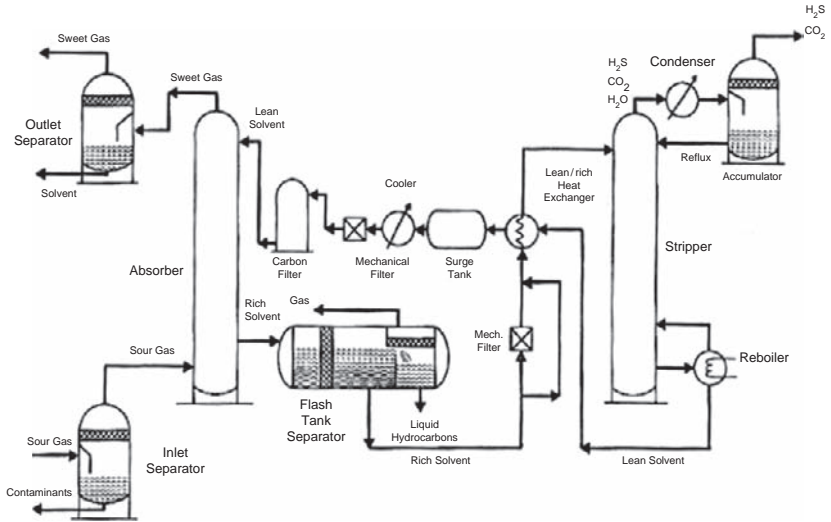 H2S
CO2
Sweet Gas
Sweet Gas
Lean
Solvent
Outlet
Separator
Solvent
H2S
CO2
H2O
Condenser
Reflux
Accumulator
Lean/rich
Heat
Exchanger
Cooler
Carbon
Filter
Mechanical
Filter
Surge
Tank
Stripper
Absorber
Rich
Solvent
Gas
Mech.
Filter
Sour Gas
Reboiler
Flash
Tank
Separator
Liquid
Hydrocarbons
Sour Gas
Inlet
Separator
Rich Solvent
Lean Solvent
Contaminants